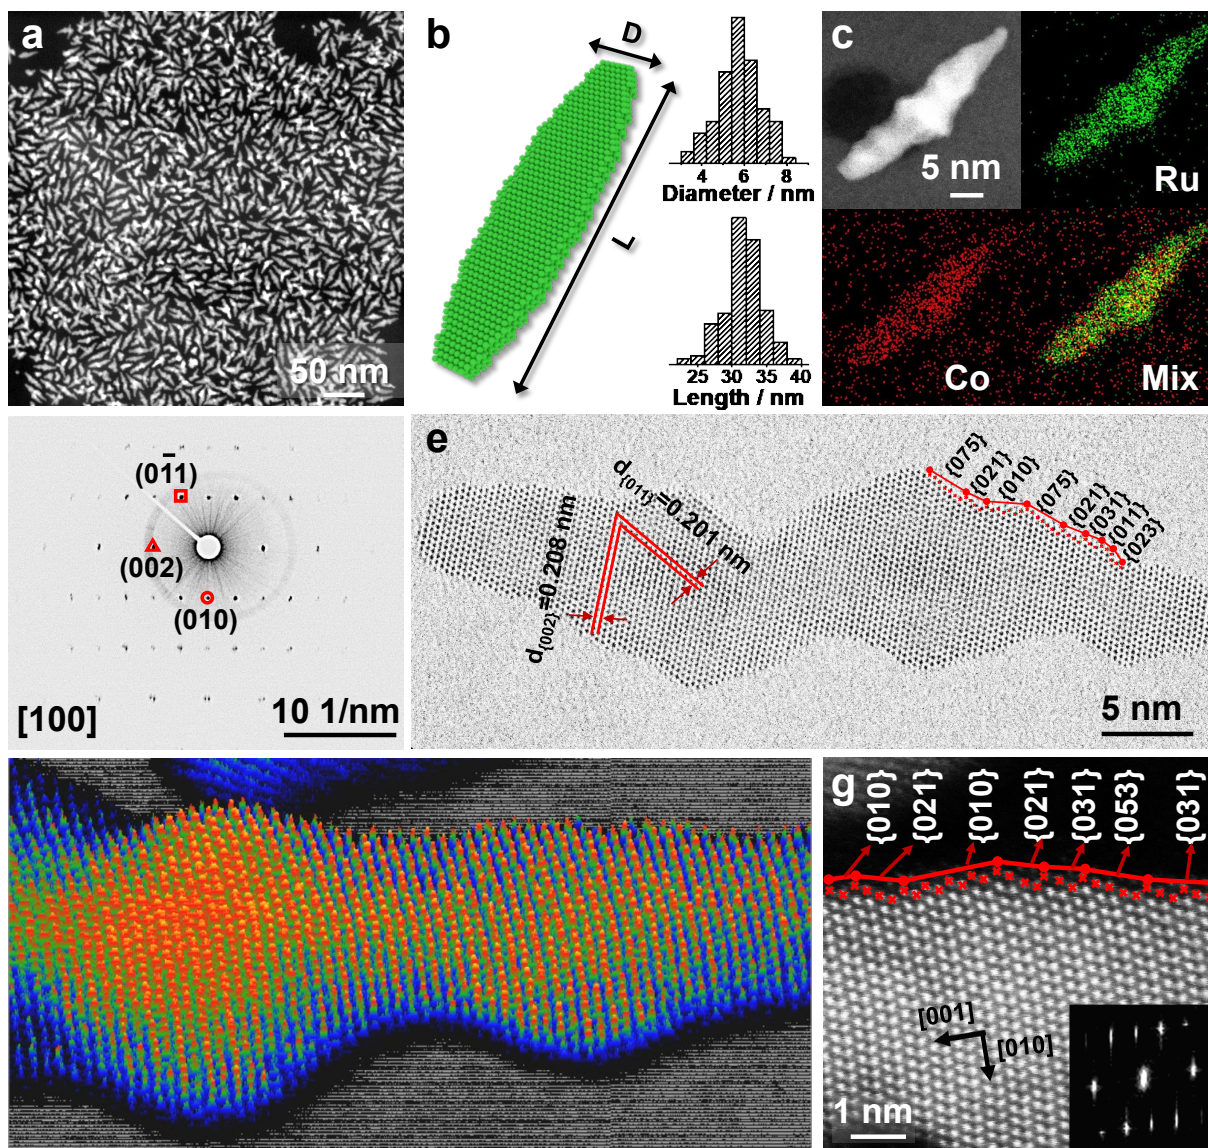 a
50 nm
b
D
L
4 6 8
Diameter / nm
25 30 35 40
Length / nm
c
5 nm
Ru
Co
Mix
(01̅1)
(002)
(010)
[100]
10 1/nm
e
d{002}=0.208 nm
d{011}=0.201 nm
{075}
{021}
{010}
{075}
{021}
{031}
{011}
{023}
5 nm
g
{010}
{021}
{010}
{021}
{031}
{053}
{031}
[001]
[010]
1 nm